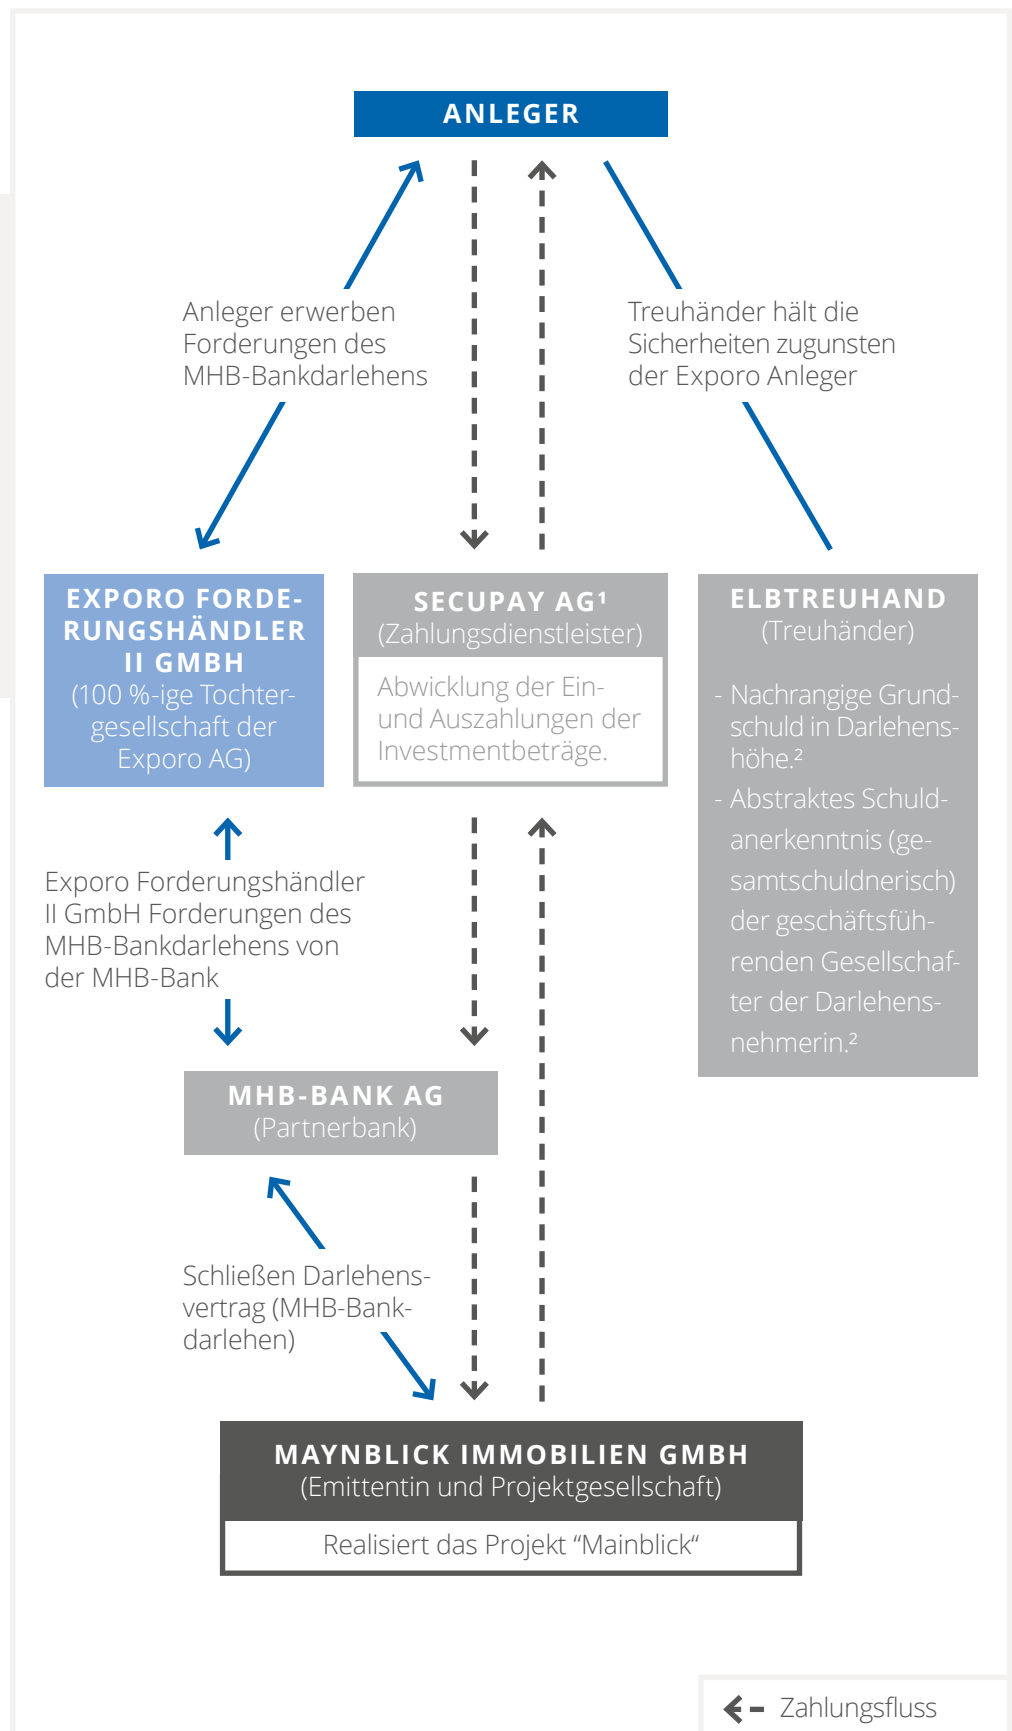 ANLEGER
Anleger erwerben
Forderungen des
MHB-Bankdarlehens
Treuhänder hält die
Sicherheiten zugunsten
der Exporo Anleger
EXPORO FORDE-
RUNGSHÄNDLER
II GMBH
(100 %-ige Tochter-
gesellschaft der
Exporo AG)
SECUPAY AG¹
(Zahlungsdienstleister)
Abwicklung der Ein-
und Auszahlungen der
Investmentbeträge.
ELBTREUHAND
(Treuhänder)
- Nachrangige Grund-
schuld in Darlehens-
höhe.²
- Abstraktes Schuld-
anerkenntnis (ge-
samtschuldnerisch)
der geschäftsfüh-
renden Gesellschaf-
ter der Darlehens-
nehmerin.²
Exporo Forderungshändler
II GmbH Forderungen des
MHB-Bankdarlehens von
der MHB-Bank
MHB-BANK AG
(Partnerbank)
Schließen Darlehens-
vertrag (MHB-Bank-
darlehen)
MAYNBLICK IMMOBILIEN GMBH
(Emittentin und Projektgesellschaft)
Realisiert das Projekt “Mainblick“
Zahlungsfluss